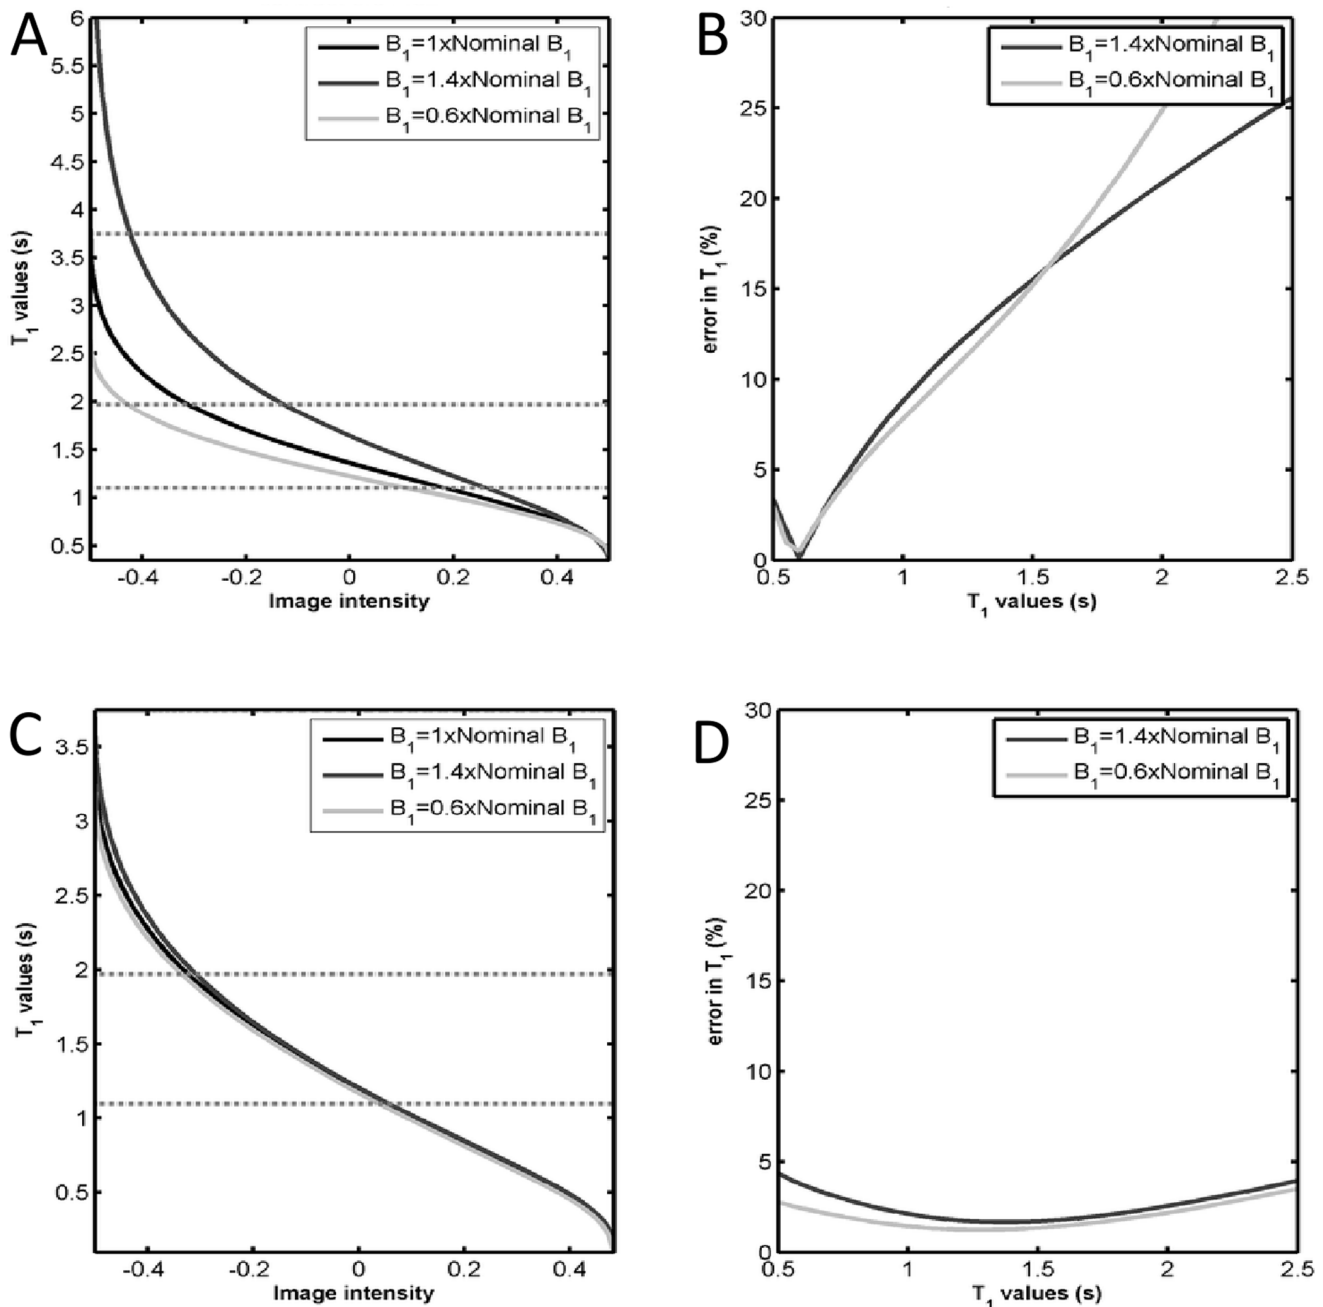 A
B₁=1xNominal B₁
B₁=1.4xNominal B₁
B₁=0.6xNominal B₁
6
5.5
5
4.5
4
3.5
3
2.5
2
1.5
1
0.5
T₁ values (s)
-0.4 -0.2 0 0.2 0.4
Image intensity
B
B₁=1.4xNominal B₁
B₁=0.6xNominal B₁
30
25
20
15
10
5
0
error in T₁ (%)
0.5 1 1.5 2 2.5
T₁ values (s)
C
B₁=1xNominal B₁
B₁=1.4xNominal B₁
B₁=0.6xNominal B₁
3.5
3
2.5
2
1.5
1
0.5
T₁ values (s)
-0.4 -0.2 0 0.2 0.4
Image intensity
D
B₁=1.4xNominal B₁
B₁=0.6xNominal B₁
30
25
20
15
10
5
0
error in T₁ (%)
0.5 1 1.5 2 2.5
T₁ values (s)